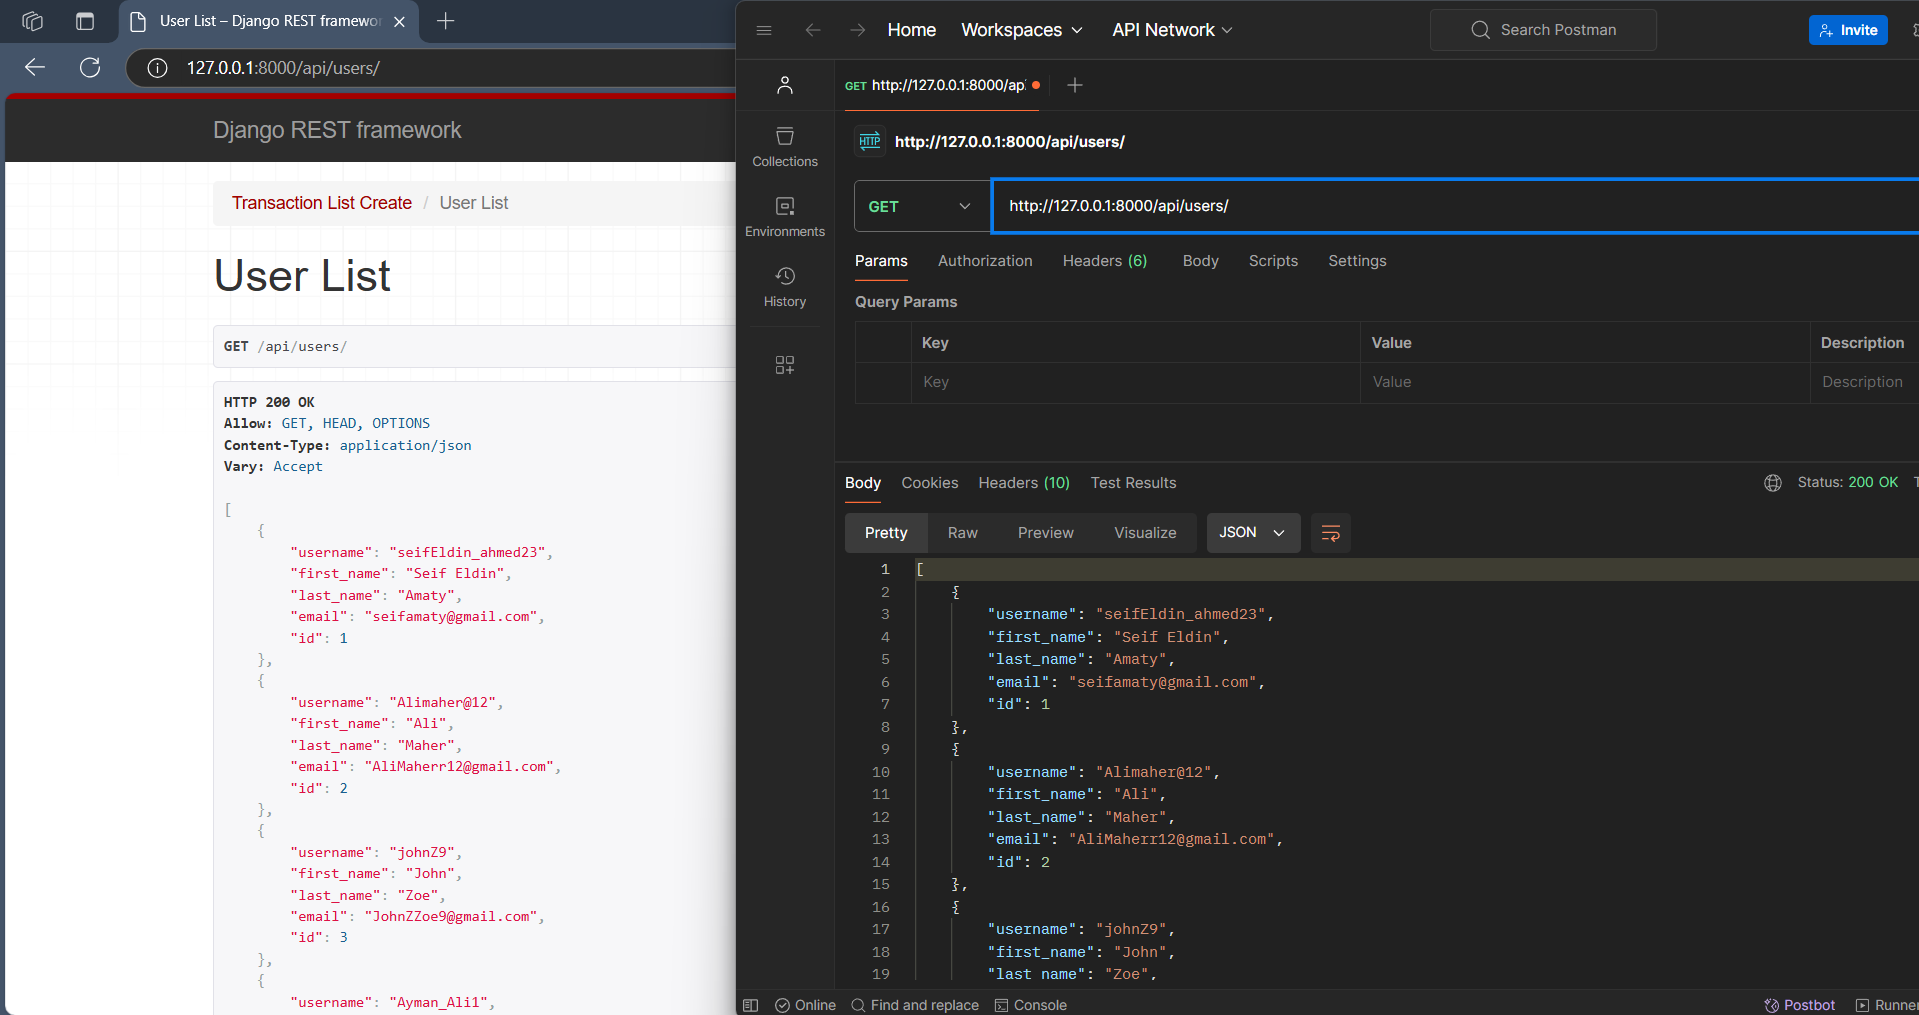 User List – Django REST framewo
127.0.0.1:8000/api/users/
Django REST framework
Transaction List Create / User List
User List
GET /api/users/
HTTP 200 OK
Allow: GET, HEAD, OPTIONS
Content-Type: application/json
Vary: Accept
[
{
"username": "seifEldin_ahmed23",
"first_name": "Seif Eldin",
"last_name": "Amaty",
"email": "seifamaty@gmail.com",
"id": 1
},
{
"username": "Alimaher@12",
"first_name": "Ali",
"last_name": "Maher",
"email": "AliMaherr12@gmail.com",
"id": 2
},
{
"username": "johnZ9",
"first_name": "John",
"last_name": "Zoe",
"email": "JohnZZoe9@gmail.com",
"id": 3
},
{
"username": "Ayman_Ali1",
Home Workspaces API Network Search Postman Invite
GET http://127.0.0.1:8000/ap
HTTP http://127.0.0.1:8000/api/users/
GET http://127.0.0.1:8000/api/users/
Collections
Environments
History
Params Authorization Headers (6) Body Scripts Settings
Query Params
Key Value Description
Key Value Description
Body Cookies Headers (10) Test Results Status: 200 OK T
Pretty Raw Preview Visualize JSON
1 [
2 {
3 "username": "seifEldin_ahmed23",
4 "first_name": "Seif Eldin",
5 "last_name": "Amaty",
6 "email": "seifamaty@gmail.com",
7 "id": 1
8 },
9 {
10 "username": "Alimaher@12",
11 "first_name": "Ali",
12 "last_name": "Maher",
13 "email": "AliMaherr12@gmail.com",
14 "id": 2
15 },
16 {
17 "username": "johnZ9",
18 "first_name": "John",
19 "last_name": "Zoe",
Online Find and replace Console Postbot Runner